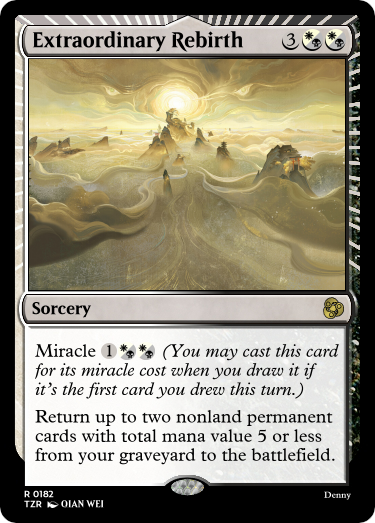 Extraordinary Rebirth 3
Sorcery
Miracle 1 (You may cast this card
for its miracle cost when you draw it if
it's the first card you drew this turn.)
Return up to two nonland permanent
cards with total mana value 5 or less
from your graveyard to the battlefield.
R 0182
TZR QIAN WEI
Denny